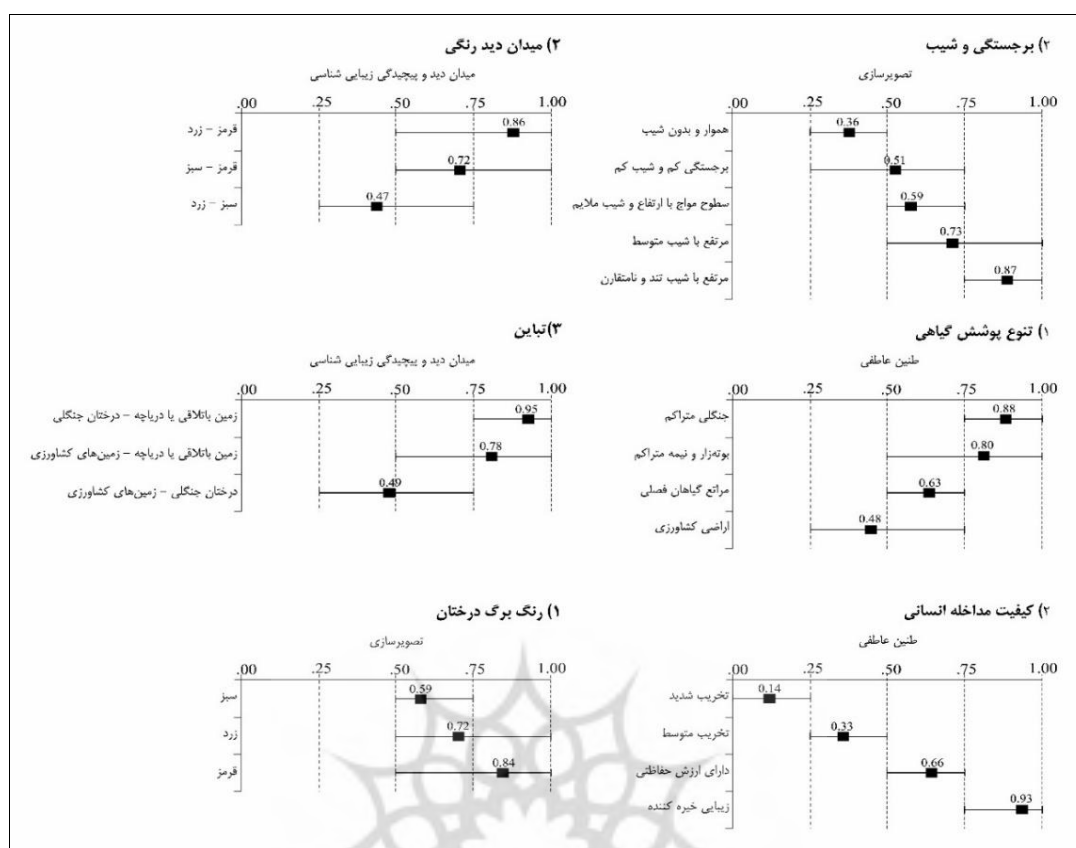 ۲) برجستگی و شیب
تصویرسازی
.00 .25 .50 .75 1.00
هموار و بدون شیب 0.36
برجستگی کم و شیب کم 0.51
سطوح مواج با ارتفاع و شیب ملایم 0.59
مرتفع با شیب متوسط 0.73
مرتفع با شیب تند و نامتقارن 0.87
۲) میدان دید رنگی
میدان دید و پیچیدگی زیبایی شناسی
.00 .25 .50 .75 1.00
قرمز – زرد 0.86
قرمز – سبز 0.72
سبز – زرد 0.47
۱) تنوع پوشش گیاهی
طنین عاطفی
.00 .25 .50 .75 1.00
جنگلی متراکم 0.88
بوته‌زار و نیمه متراکم 0.80
مراتع گیاهان فصلی 0.63
اراضی کشاورزی 0.48
۳)تباین
میدان دید و پیچیدگی زیبایی شناسی
.00 .25 .50 .75 1.00
زمین باتلاقی یا دریاچه – درختان جنگلی 0.95
زمین باتلاقی یا دریاچه – زمین‌های کشاورزی 0.78
درختان جنگلی – زمین‌های کشاورزی 0.49
۲) کیفیت مداخله انسانی
طنین عاطفی
.00 .25 .50 .75 1.00
تخریب شدید 0.14
تخریب متوسط 0.33
دارای ارزش حفاظتی 0.66
زیبایی خیره کننده 0.93
۱) رنگ برگ درختان
تصویرسازی
.00 .25 .50 .75 1.00
سبز 0.59
زرد 0.72
قرمز 0.84